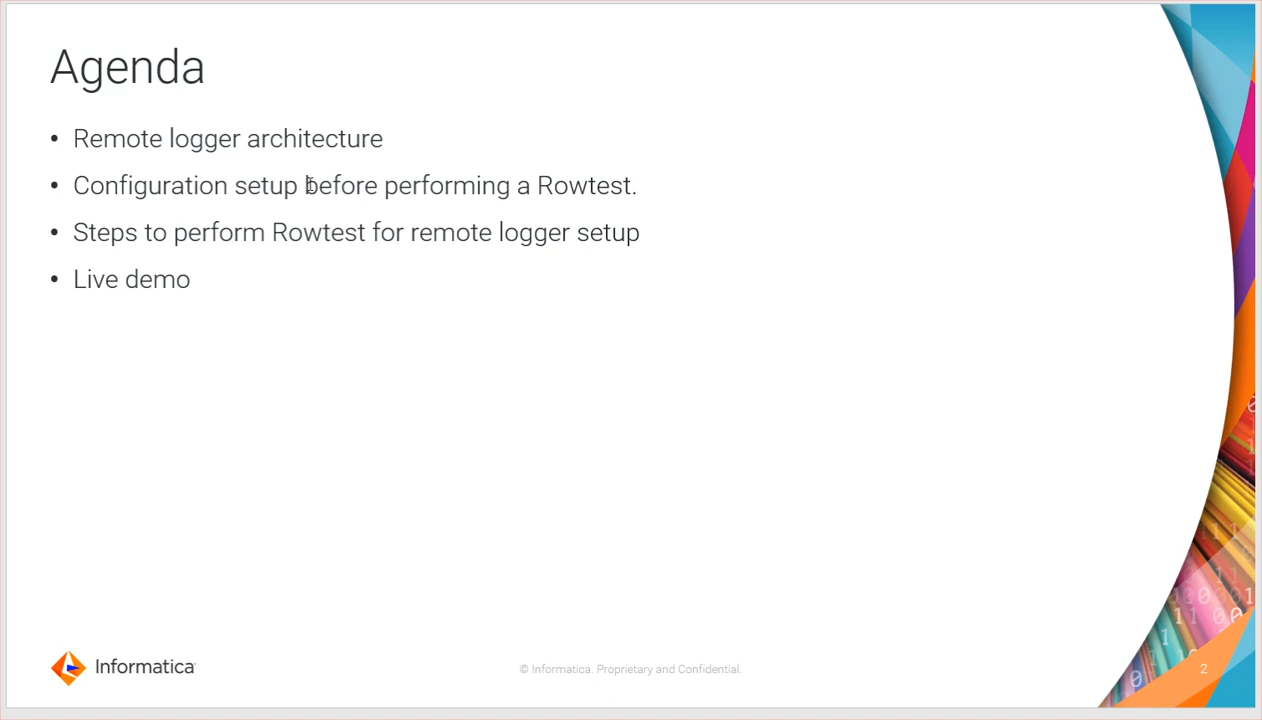 Agenda
• Remote logger architecture
• Configuration setup before performing a Rowtest.
• Steps to perform Rowtest for remote logger setup
• Live demo
Informatica
© Informatica. Proprietary and Confidential.
2